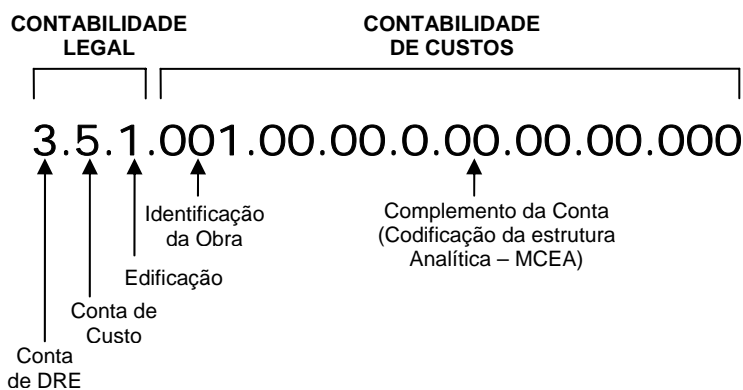 CONTABILIDADE
LEGAL
CONTABILIDADE
DE CUSTOS
3.5.1.001.00.00.0.00.00.00.000
Identificação
da Obra
Complemento da Conta
(Codificação da estrutura
Analítica – MCEA)
Edificação
Conta de
Custo
Conta
de DRE